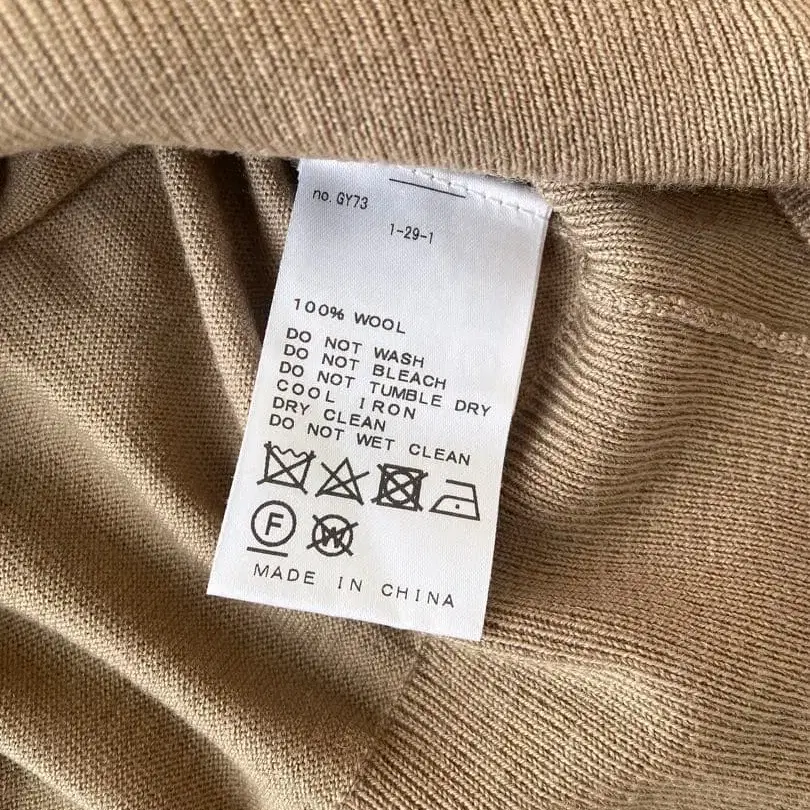 no. GY73
1-29-1
100% WOOL
DO NOT WASH
DO NOT BLEACH
DO NOT TUMBLE DRY
COOL IRON
DRY CLEAN
DO NOT WET CLEAN
F W
MADE IN CHINA